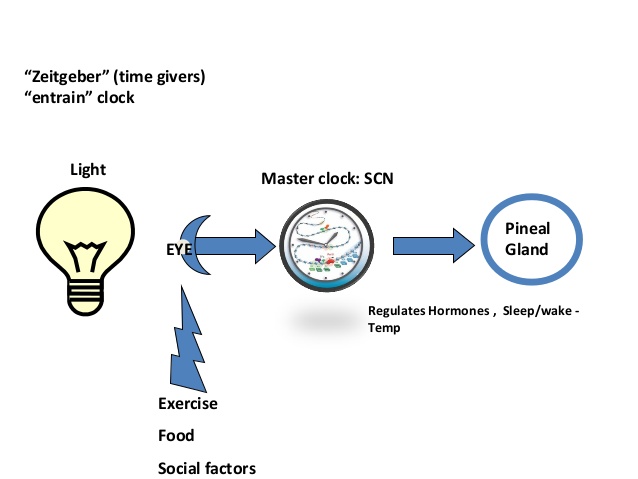 “Zeitgeber” (time givers)
“entrain” clock
Light
Master clock: SCN
EYE
Pineal
Gland
Regulates Hormones , Sleep/wake -
Temp
Exercise
Food
Social factors